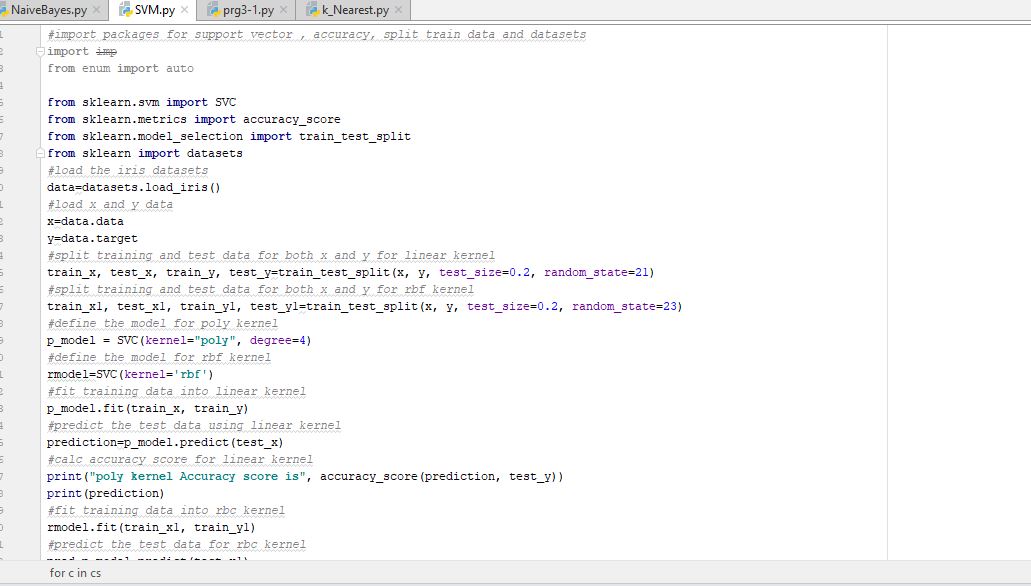 NaiveBayes.py SVM.py prg3-1.py k_Nearest.py
#import packages for support vector , accuracy, split train data and datasets
import imp
from enum import auto
from sklearn.svm import SVC
from sklearn.metrics import accuracy_score
from sklearn.model_selection import train_test_split
from sklearn import datasets
#load the iris datasets
data=datasets.load_iris()
#load x and y data
x=data.data
y=data.target
#split training and test data for both x and y for linear kernel
train_x, test_x, train_y, test_y=train_test_split(x, y, test_size=0.2, random_state=21)
#split training and test data for both x and y for rbf kernel
train_x1, test_x1, train_y1, test_y1=train_test_split(x, y, test_size=0.2, random_state=23)
#define the model for poly kernel
p_model = SVC(kernel="poly", degree=4)
#define the model for rbf kernel
rmodel=SVC(kernel='rbf')
#fit training data into linear kernel
p_model.fit(train_x, train_y)
#predict the test data using linear kernel
prediction=p_model.predict(test_x)
#calc accuracy score for linear kernel
print("poly kernel Accuracy score is", accuracy_score(prediction, test_y))
print(prediction)
#fit training data into rbc kernel
rmodel.fit(train_x1, train_y1)
#predict the test data for rbc kernel
for c in cs